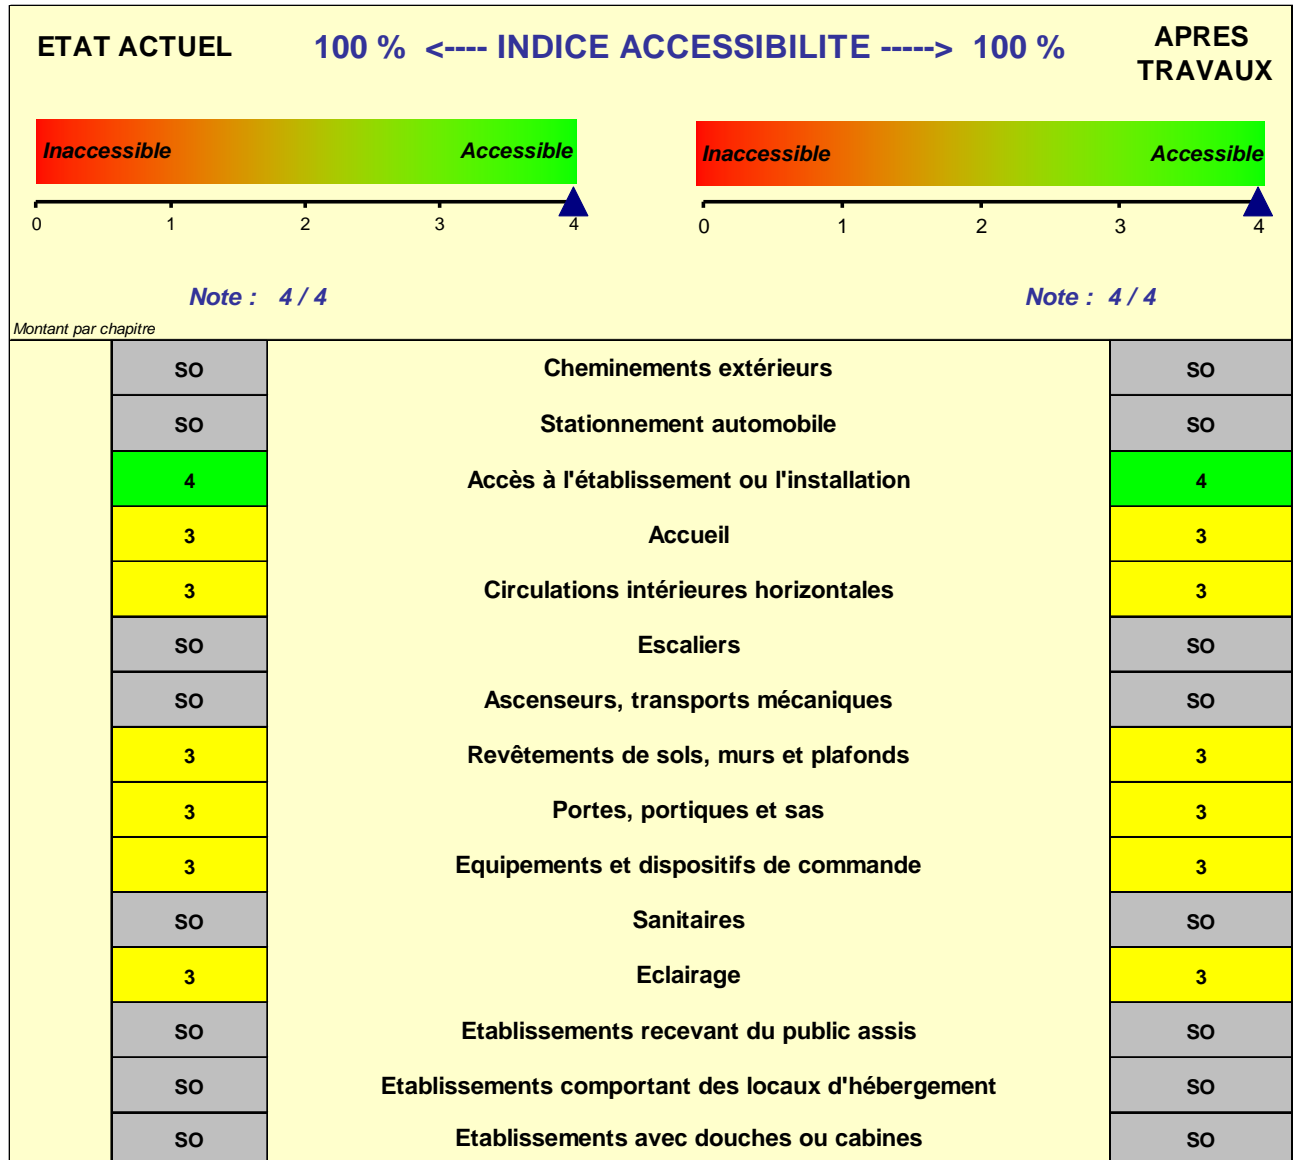 ETAT ACTUEL 100 % <---- INDICE ACCESSIBILITE -----> 100 % APRES TRAVAUX
Inaccessible Accessible Inaccessible Accessible
0 1 2 3 4 0 1 2 3 4
Note : 4 / 4 Note : 4 / 4
Montant par chapitre
SO Cheminements extérieurs SO
SO Stationnement automobile SO
4 Accès à l'établissement ou l'installation 4
3 Accueil 3
3 Circulations intérieures horizontales 3
SO Escaliers SO
SO Ascenseurs, transports mécaniques SO
3 Revêtements de sols, murs et plafonds 3
3 Portes, portiques et sas 3
3 Equipements et dispositifs de commande 3
SO Sanitaires SO
3 Eclairage 3
SO Etablissements recevant du public assis SO
SO Etablissements comportant des locaux d'hébergement SO
SO Etablissements avec douches ou cabines SO